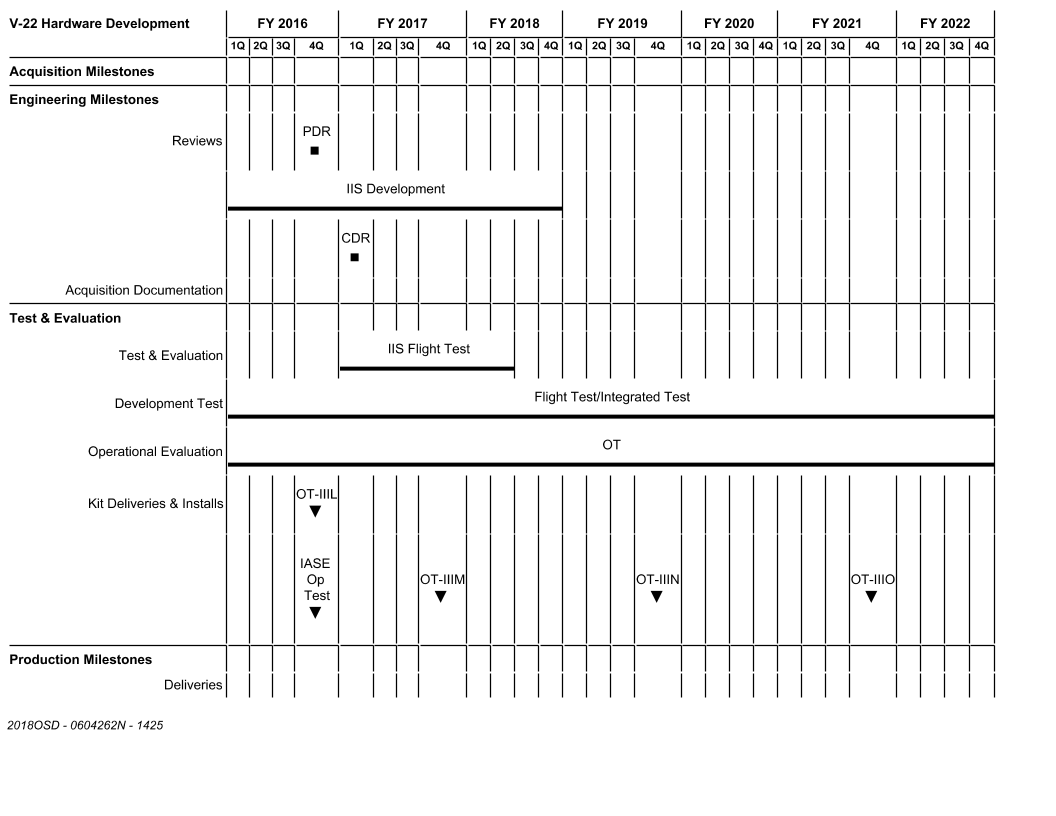 V-22 Hardware Development FY 2016 FY 2017 FY 2018 FY 2019 FY 2020 FY 2021 FY 2022
1Q 2Q 3Q 4Q 1Q 2Q 3Q 4Q 1Q 2Q 3Q 4Q 1Q 2Q 3Q 4Q 1Q 2Q 3Q 4Q 1Q 2Q 3Q 4Q 1Q 2Q 3Q 4Q
Acquisition Milestones
Engineering Milestones
PDR
Reviews
IIS Development
CDR
Acquisition Documentation
Test & Evaluation
IIS Flight Test
Test & Evaluation
Flight Test/Integrated Test
Development Test
OT
Operational Evaluation
OT-IIIL
Kit Deliveries & Installs
IASE
Op OT-IIIM OT-IIIN OT-IIIO
Test
Production Milestones
Deliveries
2018OSD - 0604262N - 1425